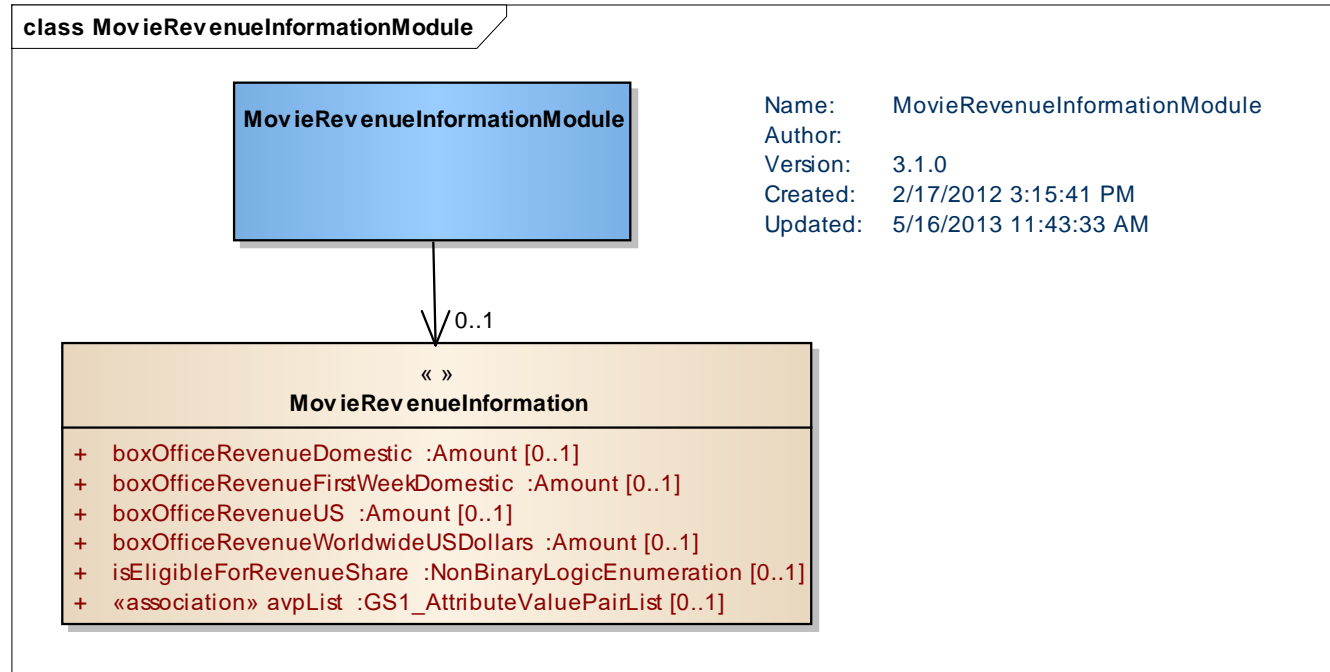 class MovieRevenueInformationModule
MovieRevenueInformationModule
Name: MovieRevenueInformationModule
Author:
Version: 3.1.0
Created: 2/17/2012 3:15:41 PM
Updated: 5/16/2013 11:43:33 AM
0..1
« »
MovieRevenueInformation
+ boxOfficeRevenueDomestic :Amount [0..1]
+ boxOfficeRevenueFirstWeekDomestic :Amount [0..1]
+ boxOfficeRevenueUS :Amount [0..1]
+ boxOfficeRevenueWorldwideUSDollars :Amount [0..1]
+ isEligibleForRevenueShare :NonBinaryLogicEnumeration [0..1]
+ «association» avpList :GS1_AttributeValuePairList [0..1]